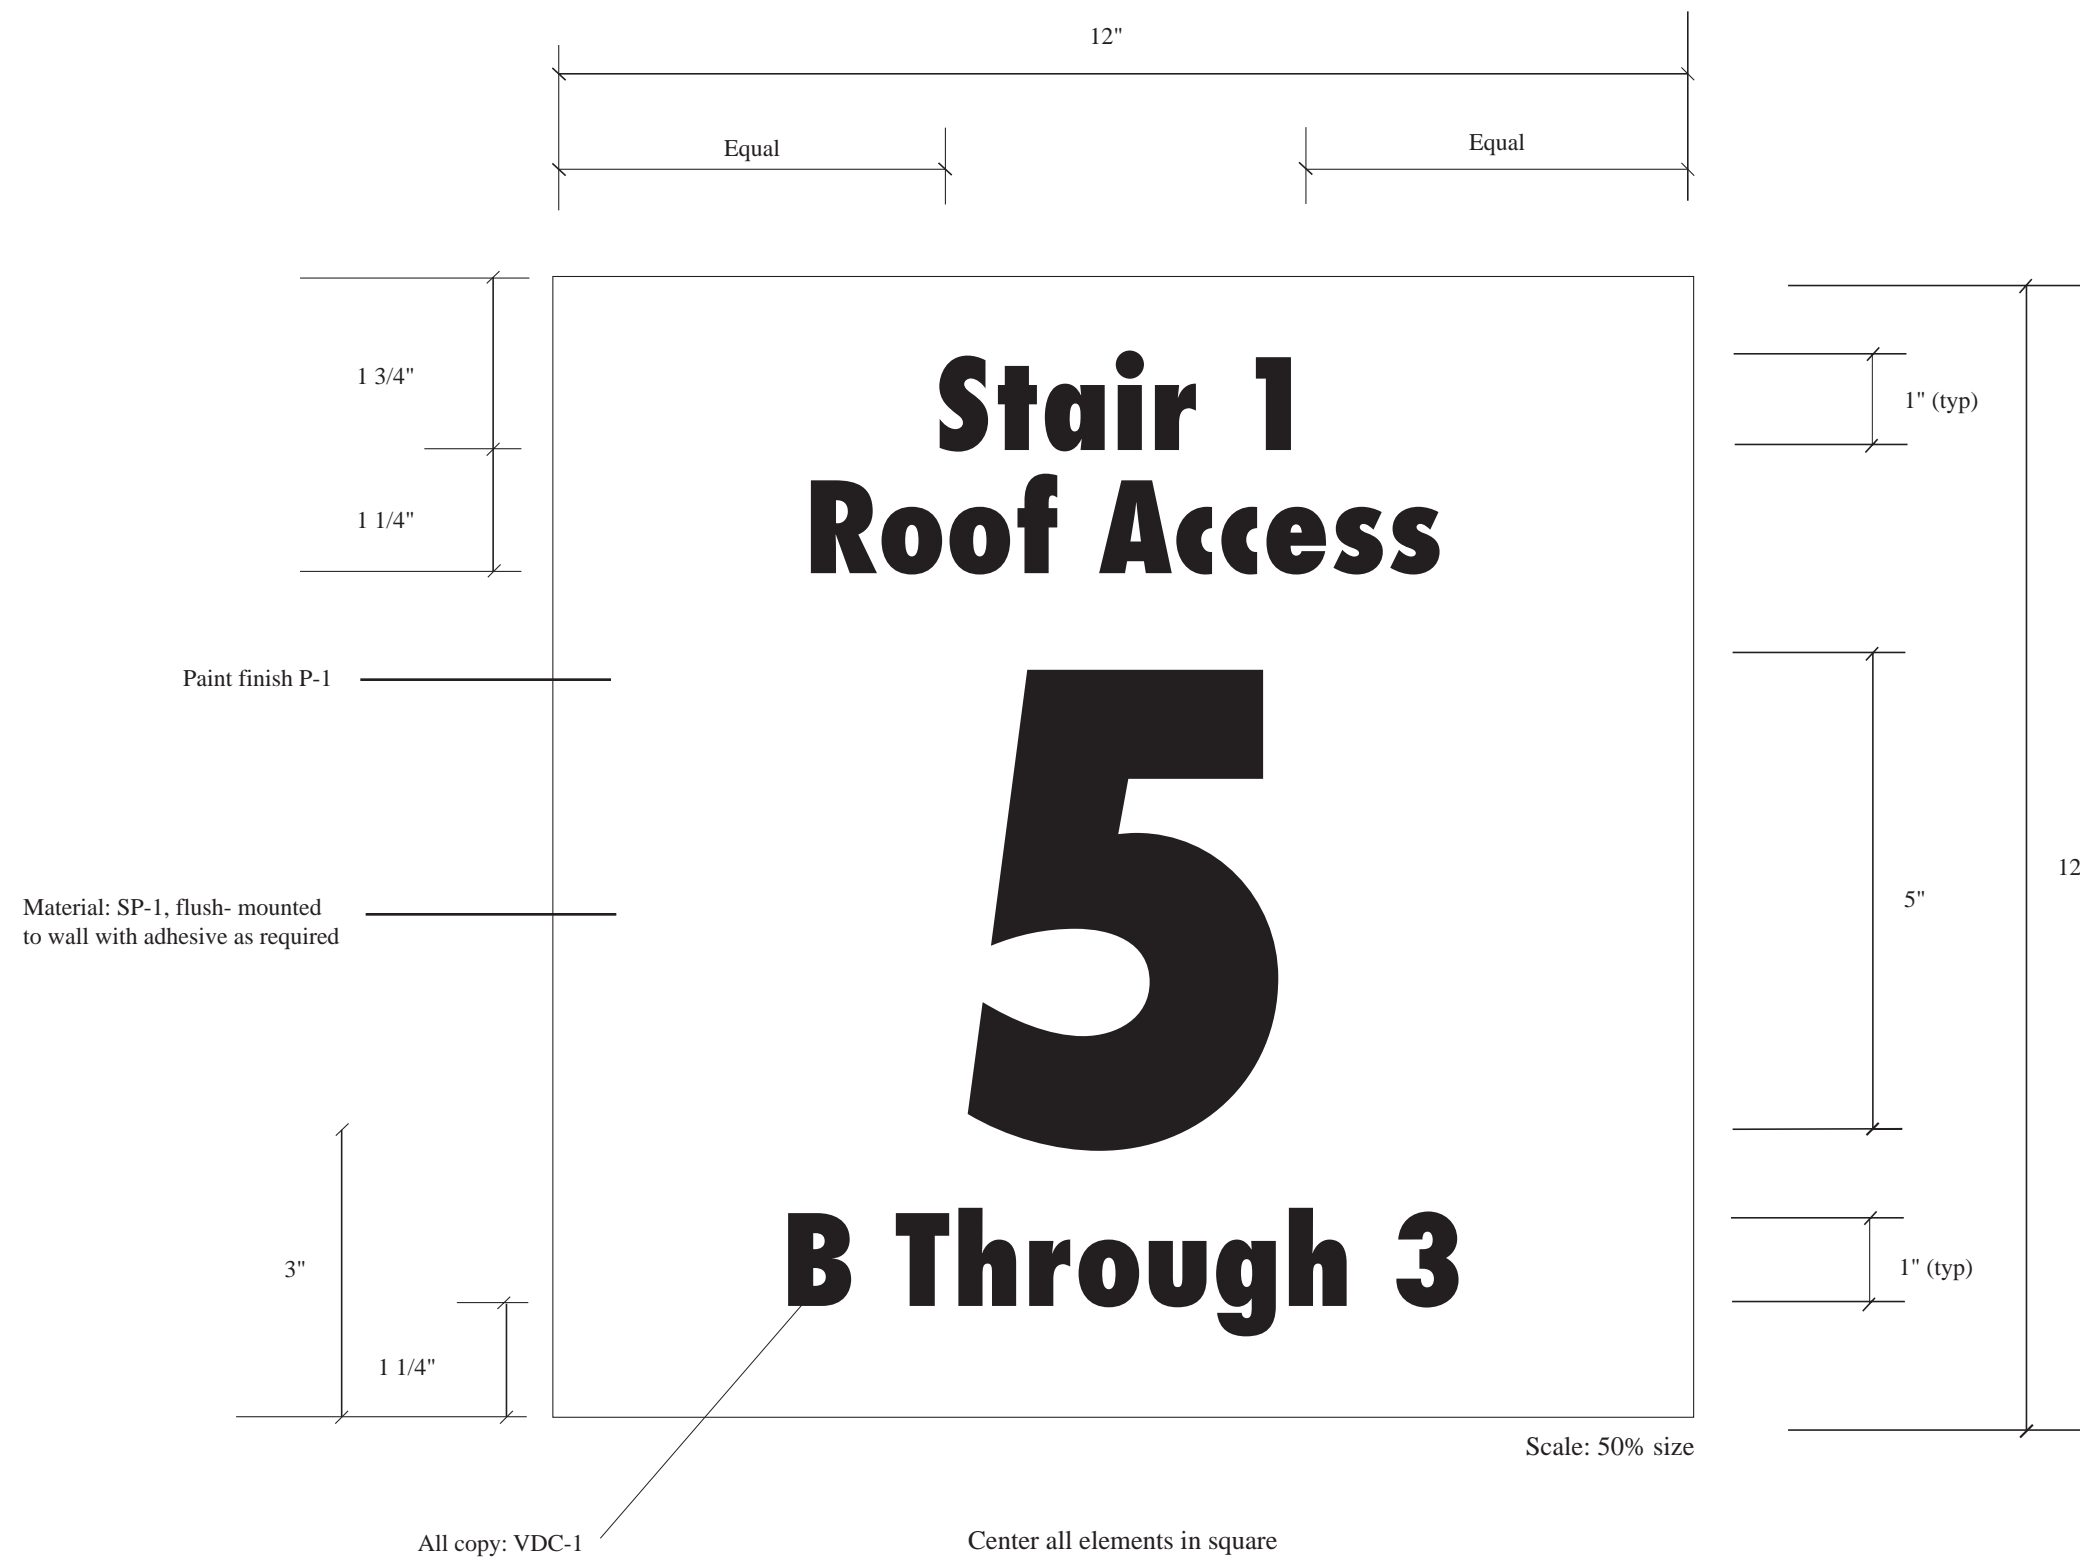 12"
Equal
Equal
1 3/4"
Stair 1
1" (typ)
1 1/4"
Roof Access
Paint finish P-1
5
12
5"
Material: SP-1, flush- mounted
to wall with adhesive as required
B Through 3
3"
1" (typ)
1 1/4"
Scale: 50% size
All copy: VDC-1
Center all elements in square